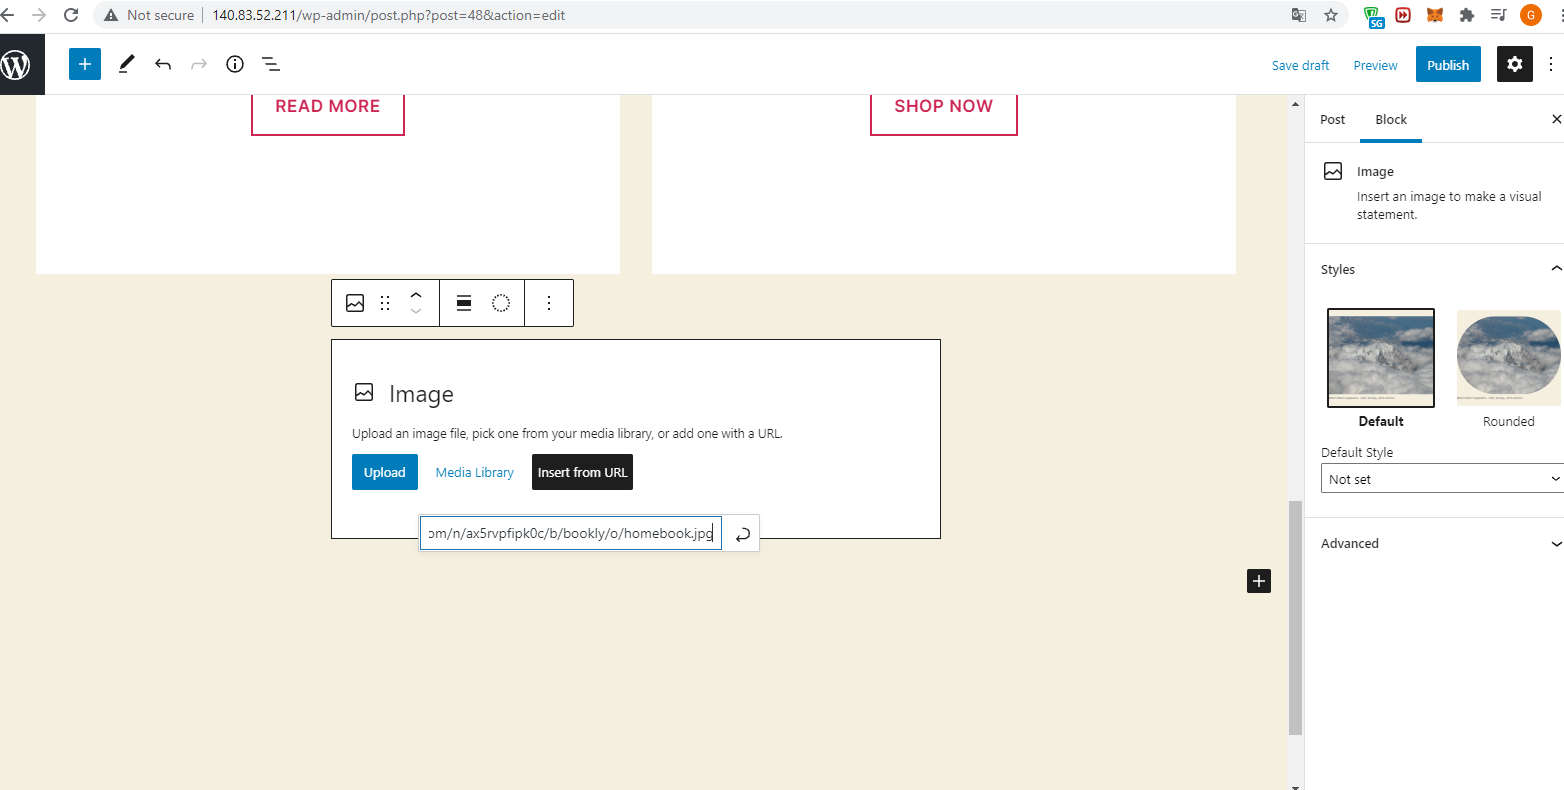 Not secure 140.83.52.211/wp-admin/post.php?post=48&action=edit
SG
G
Save draft Preview Publish
READ MORE SHOP NOW
Post Block
Image
Insert an image to make a visual
statement.
Styles
Default Rounded
Default Style
Not set
Advanced
Image
Upload an image file, pick one from your media library, or add one with a URL.
Upload Media Library Insert from URL
om/n/ax5rvpfipk0c/b/bookly/o/homebook.jpg